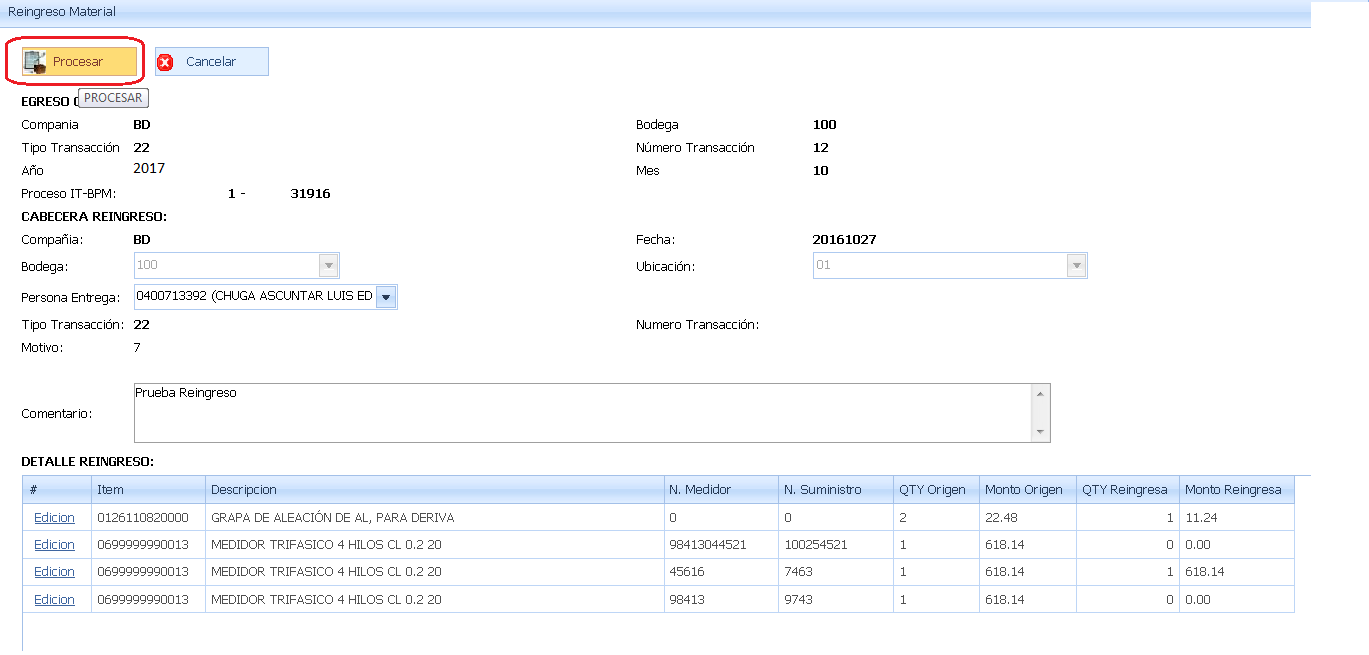 Reingreso Material
Procesar Cancelar
PROCESAR
EGRESO
Compania BD Bodega 100
Tipo Transacción 22 Número Transacción 12
Año 2017 Mes 10
Proceso IT-BPM: 1 - 31916
CABECERA REINGRESO:
Compañia: BD Fecha: 20161027
Bodega: 100 Ubicación: 01
Persona Entrega: 0400713392 (CHUGA ASCUNTAR LUIS ED
Tipo Transacción: 22 Numero Transacción:
Motivo: 7
Comentario: Prueba Reingreso
DETALLE REINGRESO:
# Item Descripcion N. Medidor N. Suministro QTY Origen Monto Origen QTY Reingresa Monto Reingresa
Edicion 0126110820000 GRAPA DE ALEACIÓN DE AL, PARA DERIVA 0 0 2 22.48 1 11.24
Edicion 0699999990013 MEDIDOR TRIFASICO 4 HILOS CL 0.2 20 98413044521 100254521 1 618.14 0 0.00
Edicion 0699999990013 MEDIDOR TRIFASICO 4 HILOS CL 0.2 20 45616 7463 1 618.14 1 618.14
Edicion 0699999990013 MEDIDOR TRIFASICO 4 HILOS CL 0.2 20 98413 9743 1 618.14 0 0.00